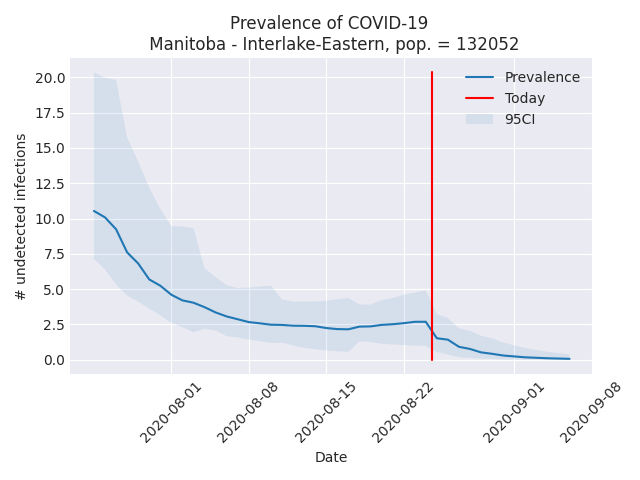 Prevalence of COVID-19
Manitoba - Interlake-Eastern, pop. = 132052
20.0
17.5
15.0
12.5
10.0
7.5
5.0
2.5
0.0
# undetected infections
Prevalence
Today
95CI
2020-08-01
2020-08-08
2020-08-15
2020-08-22
2020-09-01
2020-09-08
Date